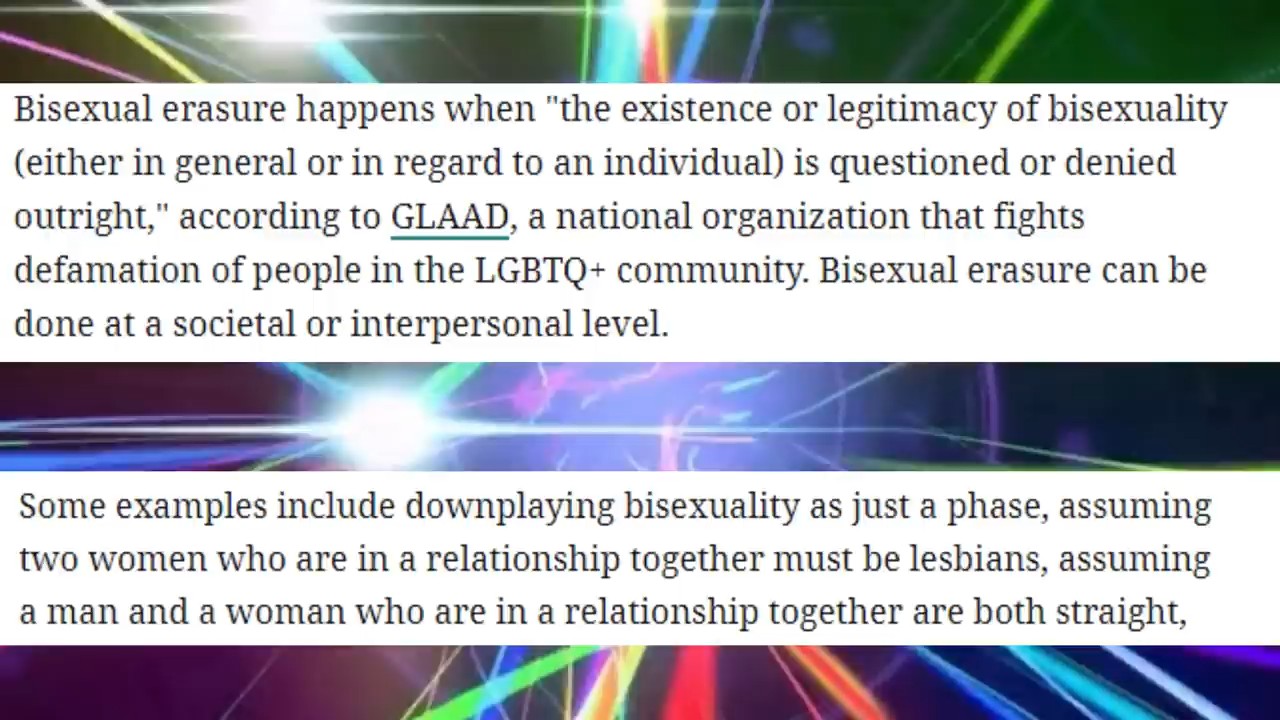 Bisexual erasure happens when "the existence or legitimacy of bisexuality
(either in general or in regard to an individual) is questioned or denied
outright," according to GLAAD, a national organization that fights
defamation of people in the LGBTQ+ community. Bisexual erasure can be
done at a societal or interpersonal level.
Some examples include downplaying bisexuality as just a phase, assuming
two women who are in a relationship together must be lesbians, assuming
a man and a woman who are in a relationship together are both straight,